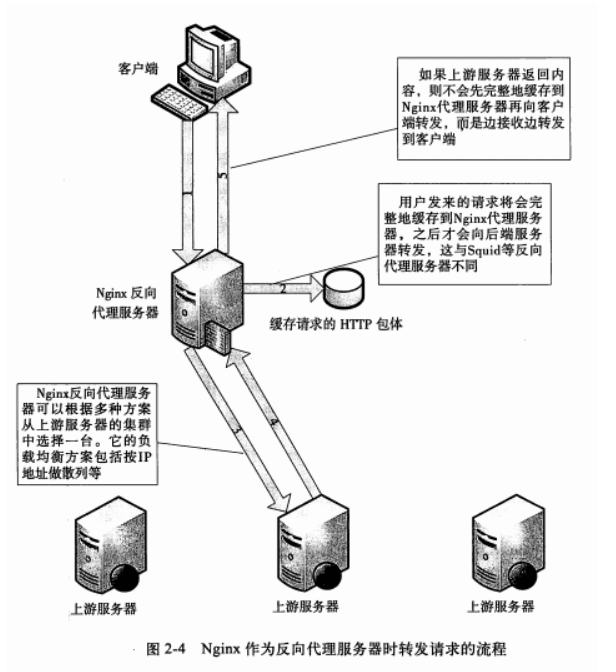 客户端
如果上游服务器返回内
容，则不会先完整地缓存到
Nginx代理服务器再向客户
端转发，而是边接收边转发
到客户端
1
5
用户发来的请求将会完
整地缓存到Nginx代理服务
器，之后才会向后端服务
器转发，这与Squid等反向
代理服务器不同
Nginx 反向
代理服务器
2
缓存请求的 HTTP 包体
Nginx反向代理服务
器可以根据多种方案
从上游服务器的集群
中选择一台。它的负
载均衡方案包括按IP
地址做散列等
3
4
上游服务器
上游服务器
上游服务器
图 2-4 Nginx 作为反向代理服务器时转发请求的流程